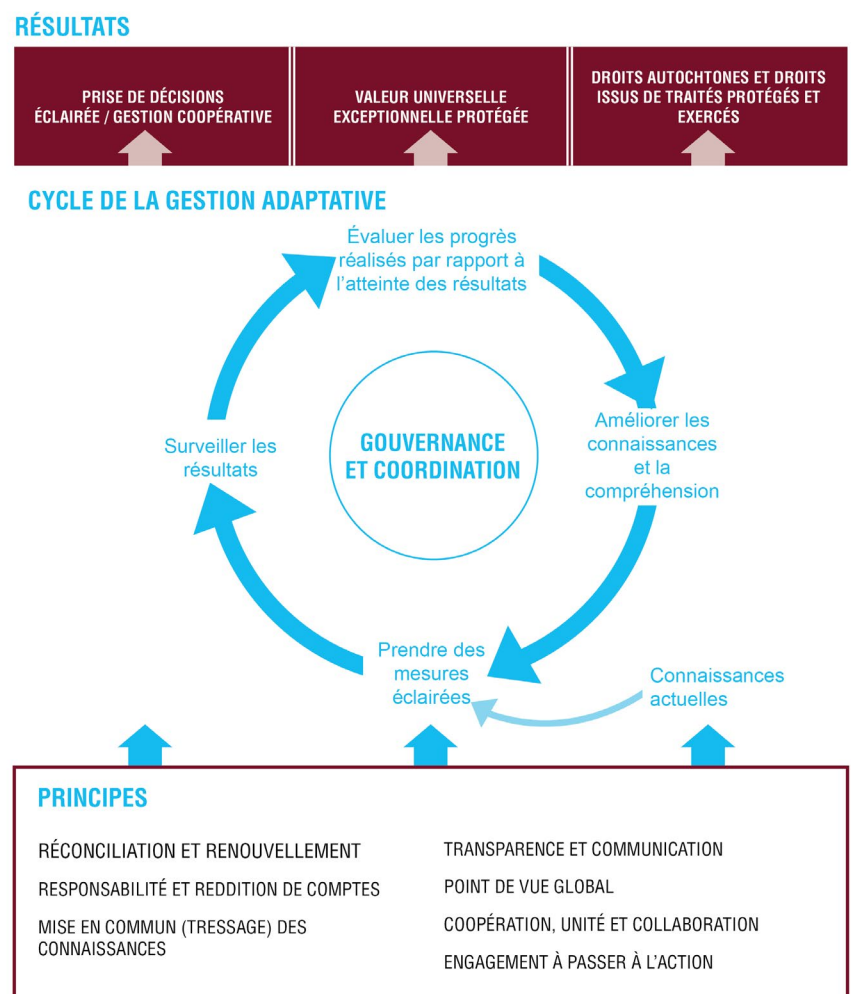 RÉSULTATS
PRISE DE DÉCISIONS
ÉCLAIRÉE / GESTION COOPÉRATIVE
VALEUR UNIVERSELLE
EXCEPTIONNELLE PROTÉGÉE
DROITS AUTOCHTONES ET DROITS
ISSUS DE TRAITÉS PROTÉGÉS ET
EXERCÉS
CYCLE DE LA GESTION ADAPTATIVE
Évaluer les progrès
réalisés par rapport à
l’atteinte des résultats
Améliorer les
connaissances
et la
compréhension
Surveiller les
résultats
GOUVERNANCE
ET COORDINATION
Prendre des
mesures
éclairées
Connaissances
actuelles
PRINCIPES
RÉCONCILIATION ET RENOUVELLEMENT
RESPONSABILITÉ ET REDDITION DE COMPTES
MISE EN COMMUN (TRESSAGE) DES
CONNAISSANCES
TRANSPARENCE ET COMMUNICATION
POINT DE VUE GLOBAL
COOPÉRATION, UNITÉ ET COLLABORATION
ENGAGEMENT À PASSER À L’ACTION